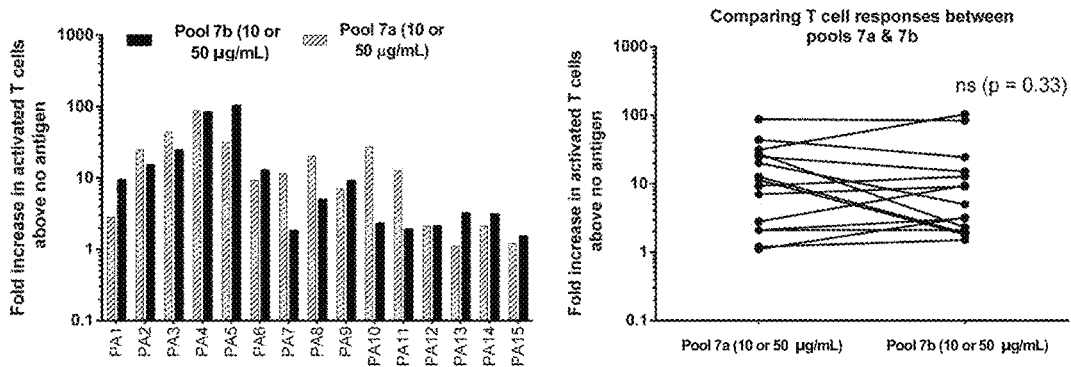 Pool 7b (10 or
50 µg/mL)
Pool 7a (10 or
50 µg/mL)
Fold increase in activated T cells
above no antigen
1000
100
10
1
0.1
PA1
PA2
PA3
PA4
PA5
PA6
PA7
PA8
PA9
PA10
PA11
PA12
PA13
PA14
PA15
Comparing T cell responses between
pools 7a & 7b
ns (p = 0.33)
Fold increase in activated T cells
above no antigen
1000
100
10
1
0.1
Pool 7a (10 or 50 µg/mL)
Pool 7b (10 or 50 µg/mL)